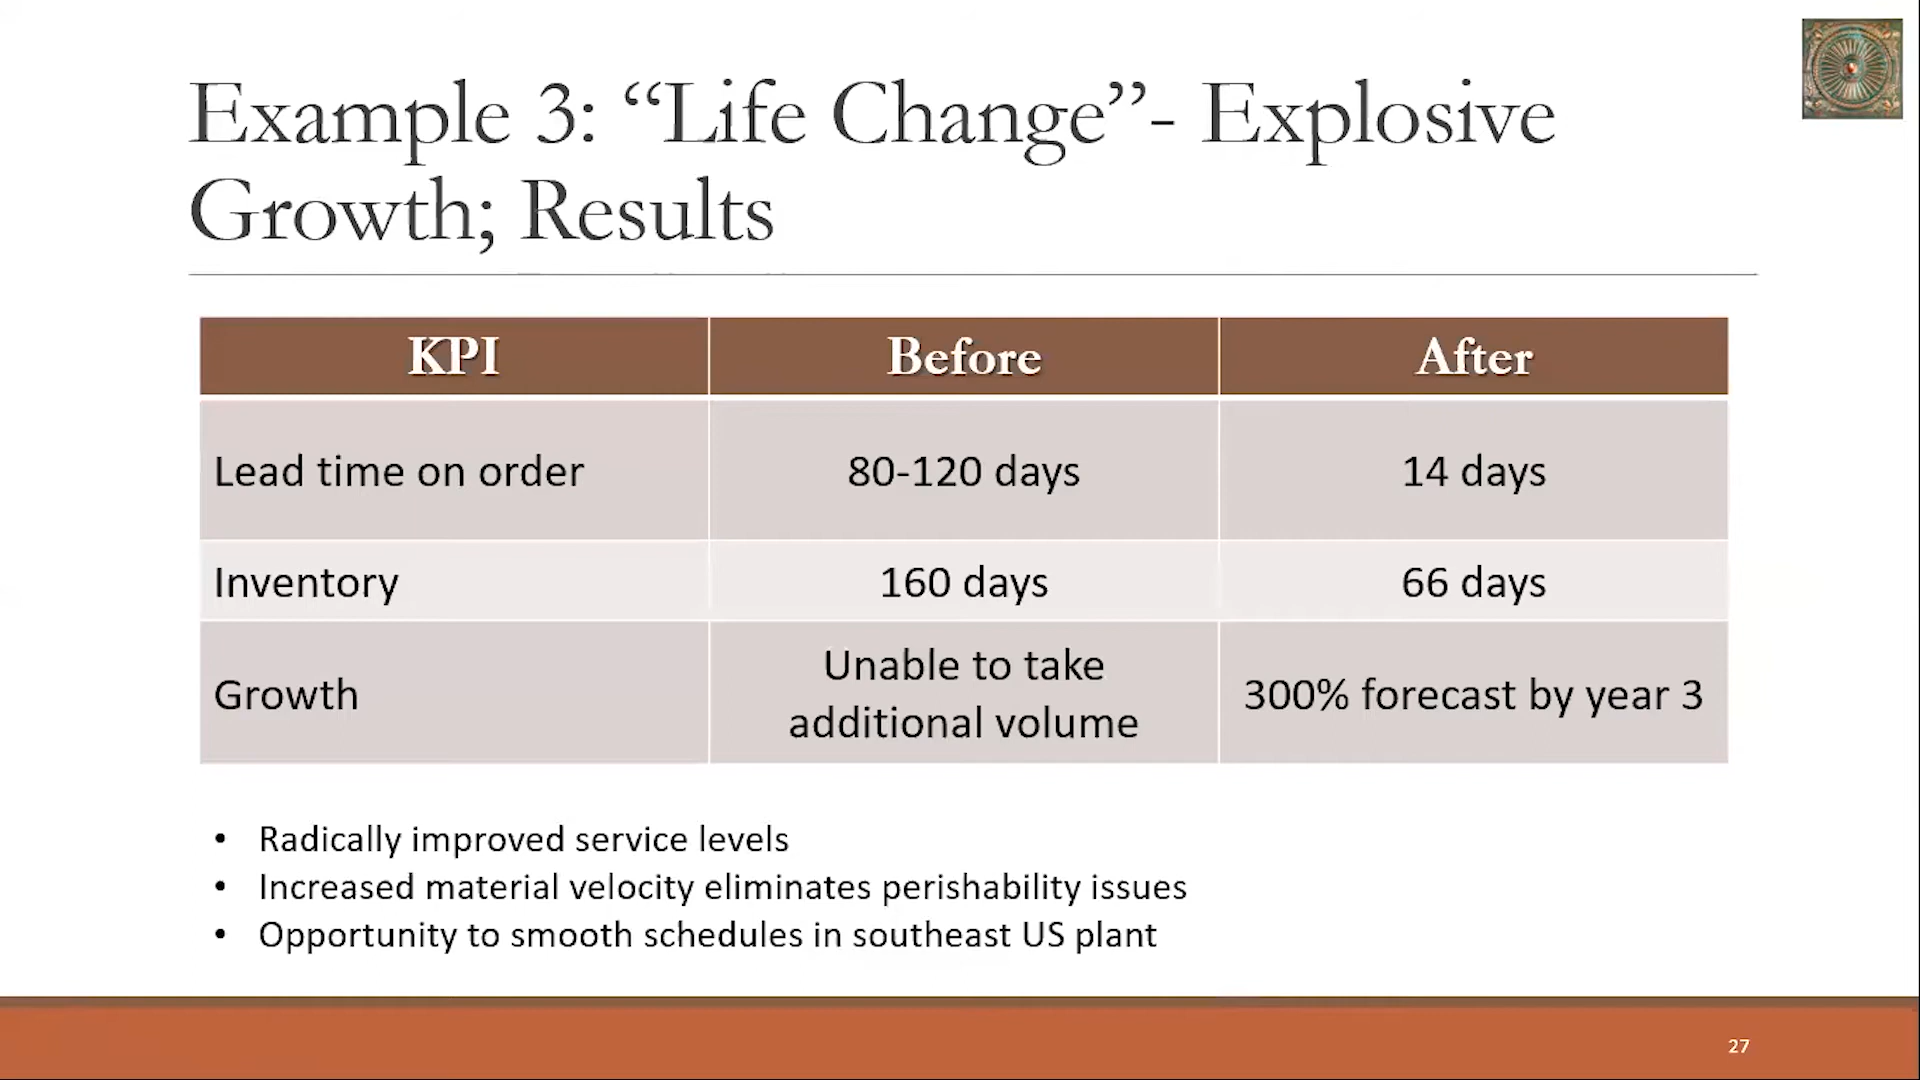 Example 3: “Life Change”- Explosive
Growth; Results
KPI
Before
After
Lead time on order
80-120 days
14 days
Inventory
160 days
66 days
Growth
Unable to take
additional volume
300% forecast by year 3
• Radically improved service levels
• Increased material velocity eliminates perishability issues
• Opportunity to smooth schedules in southeast US plant
27